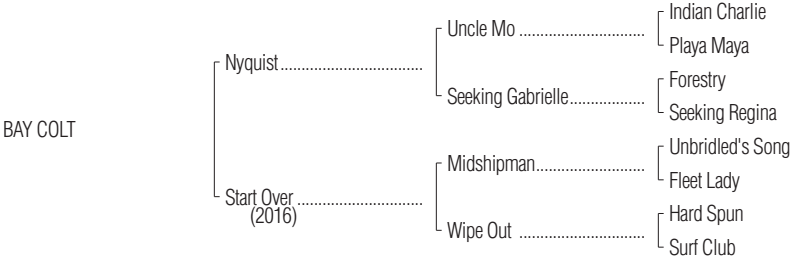 Indian Charlie
Uncle Mo ................................
Playa Maya
Nyquist.....................................
Forestry
Seeking Gabrielle...................
Seeking Regina
BAY COLT
Unbridled's Song
Midshipman............................
Fleet Lady
Start Over ................................
(2016)
Hard Spun
Wipe Out ................................
Surf Club